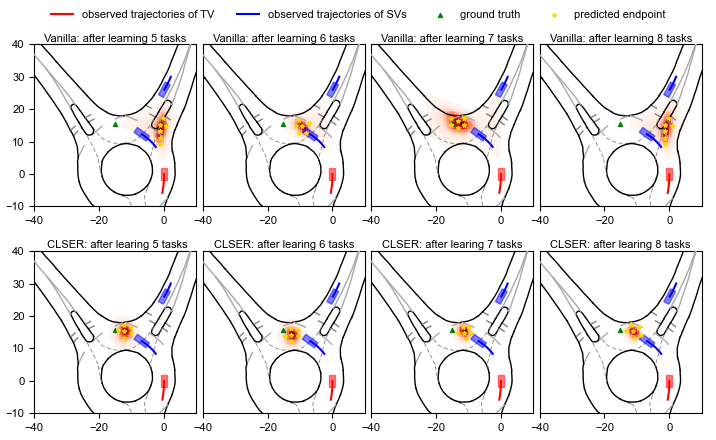 observed trajectories of TV observed trajectories of SVs ground truth predicted endpoint
Vanilla: after learning 5 tasks Vanilla: after learning 6 tasks Vanilla: after learning 7 tasks Vanilla: after learning 8 tasks
40
30
20
10
0
−10
−40 −20 0 −40 −20 0 −40 −20 0 −40 −20 0
CLSER: after learing 5 tasks CLSER: after learing 6 tasks CLSER: after learing 7 tasks CLSER: after learing 8 tasks
40
30
20
10
0
−10
−40 −20 0 −40 −20 0 −40 −20 0 −40 −20 0